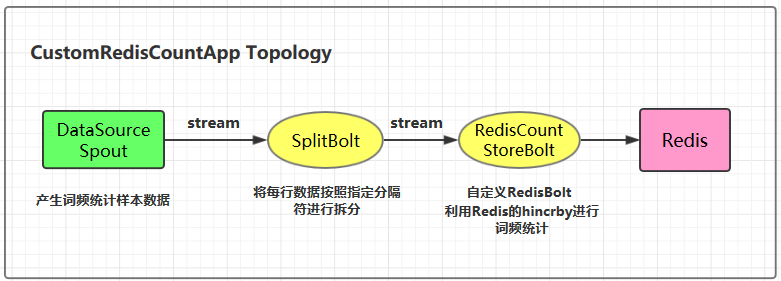 CustomRedisCountApp Topology
DataSource
Spout
stream
SplitBolt
stream
RedisCount
StoreBolt
Redis
产生词频统计样本数据
将每行数据按照指定分隔
符进行拆分
自定义RedisBolt
利用Redis的hincrby进行
词频统计